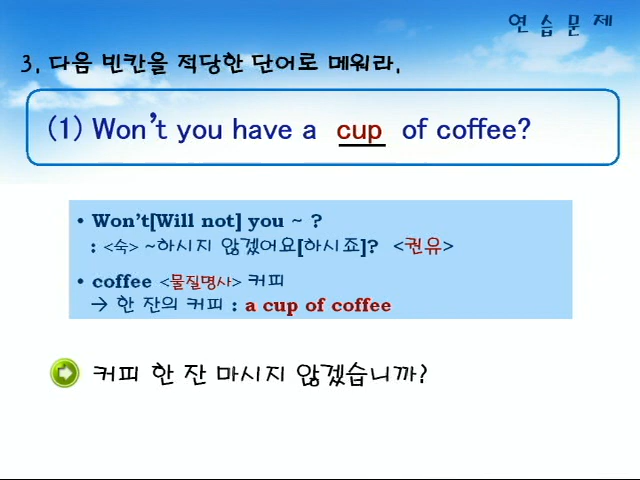 연습문제
3. 다음 빈칸을 적당한 단어로 메워라.
(1) Won't you have a cup of coffee?
• Won't[Will not] you ~ ?
: <숙> ~하시지 않겠어요[하시죠]? <권유>
• coffee <물질명사> 커피
→ 한 잔의 커피 : a cup of coffee
커피 한 잔 마시지 않겠습니까?